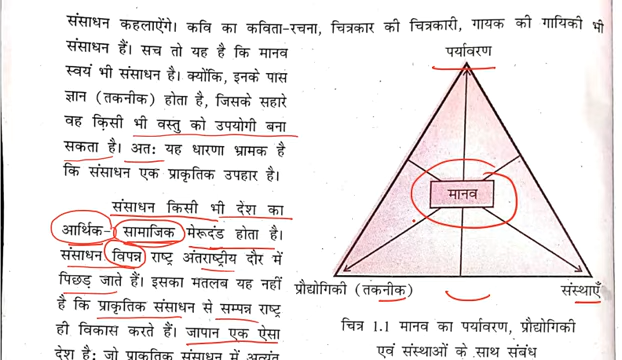 संसाधन कहलाऐंगे। कवि का कविता-रचना, चित्रकार की चित्रकारी, गायक की गायिकी भी
संसाधन हैं। सच तो यह है कि मानव
स्वयं भी संसाधन है। क्योंकि, इनके पास
ज्ञान (तकनीक) होता है, जिसके सहारे
वह किसी भी वस्तु को उपयोगी बना
सकता है। अतः यह धारणा भ्रामक है
कि संसाधन एक प्राकृतिक उपहार है।
संसाधन किसी भी देश का
आर्थिक-सामाजिक मेरूदंड होता है।
संसाधन विपन्न राष्ट्र अंतराष्ट्रीय दौर में
पिछड़ जाते हैं। इसका मतलब यह नहीं
है कि प्राकृतिक संसाधन से सम्पन्न राष्ट्र
ही विकास करते हैं। जापान एक ऐसा
देश है; जो प्राकृतिक संसाधन में अत्यंत
पर्यावरण
मानव
प्रौद्योगिकी (तकनीक)
संस्थाएँ
चित्र 1.1 मानव का पर्यावरण, प्रौद्योगिकी
एवं संस्थाओं के साथ संबंध